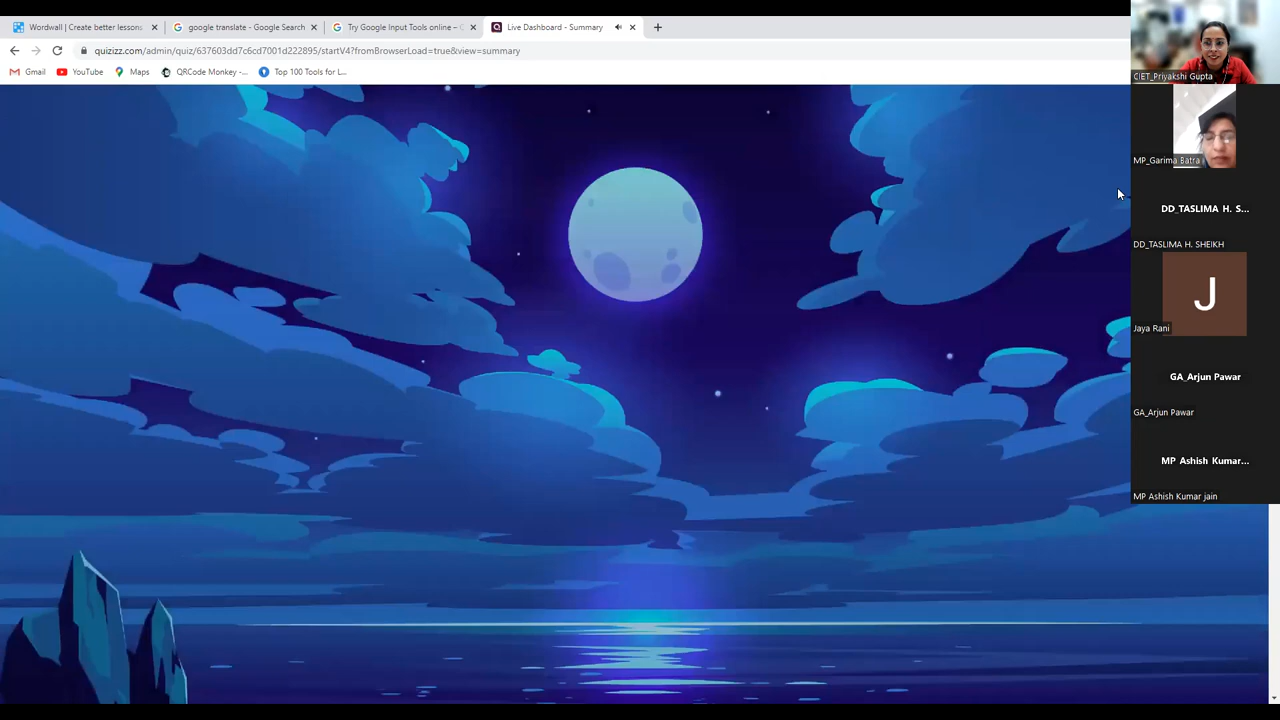 Wordwall | Create better lessons
google translate - Google Search
Try Google Input Tools online – G
Live Dashboard - Summary
quizizz.com/admin/quiz/637603dd7c6cd7001d222895/startV4?fromBrowserLoad=true&view=summary
Gmail
YouTube
Maps
QRCode Monkey -...
Top 100 Tools for L...
CIET_Priyakshi Gupta
MP_Garima Batra
DD_TASLIMA H. S...
DD_TASLIMA H. SHEIKH
J
Jaya Rani
GA_Arjun Pawar
GA_Arjun Pawar
MP Ashish Kumar...
MP Ashish Kumar jain